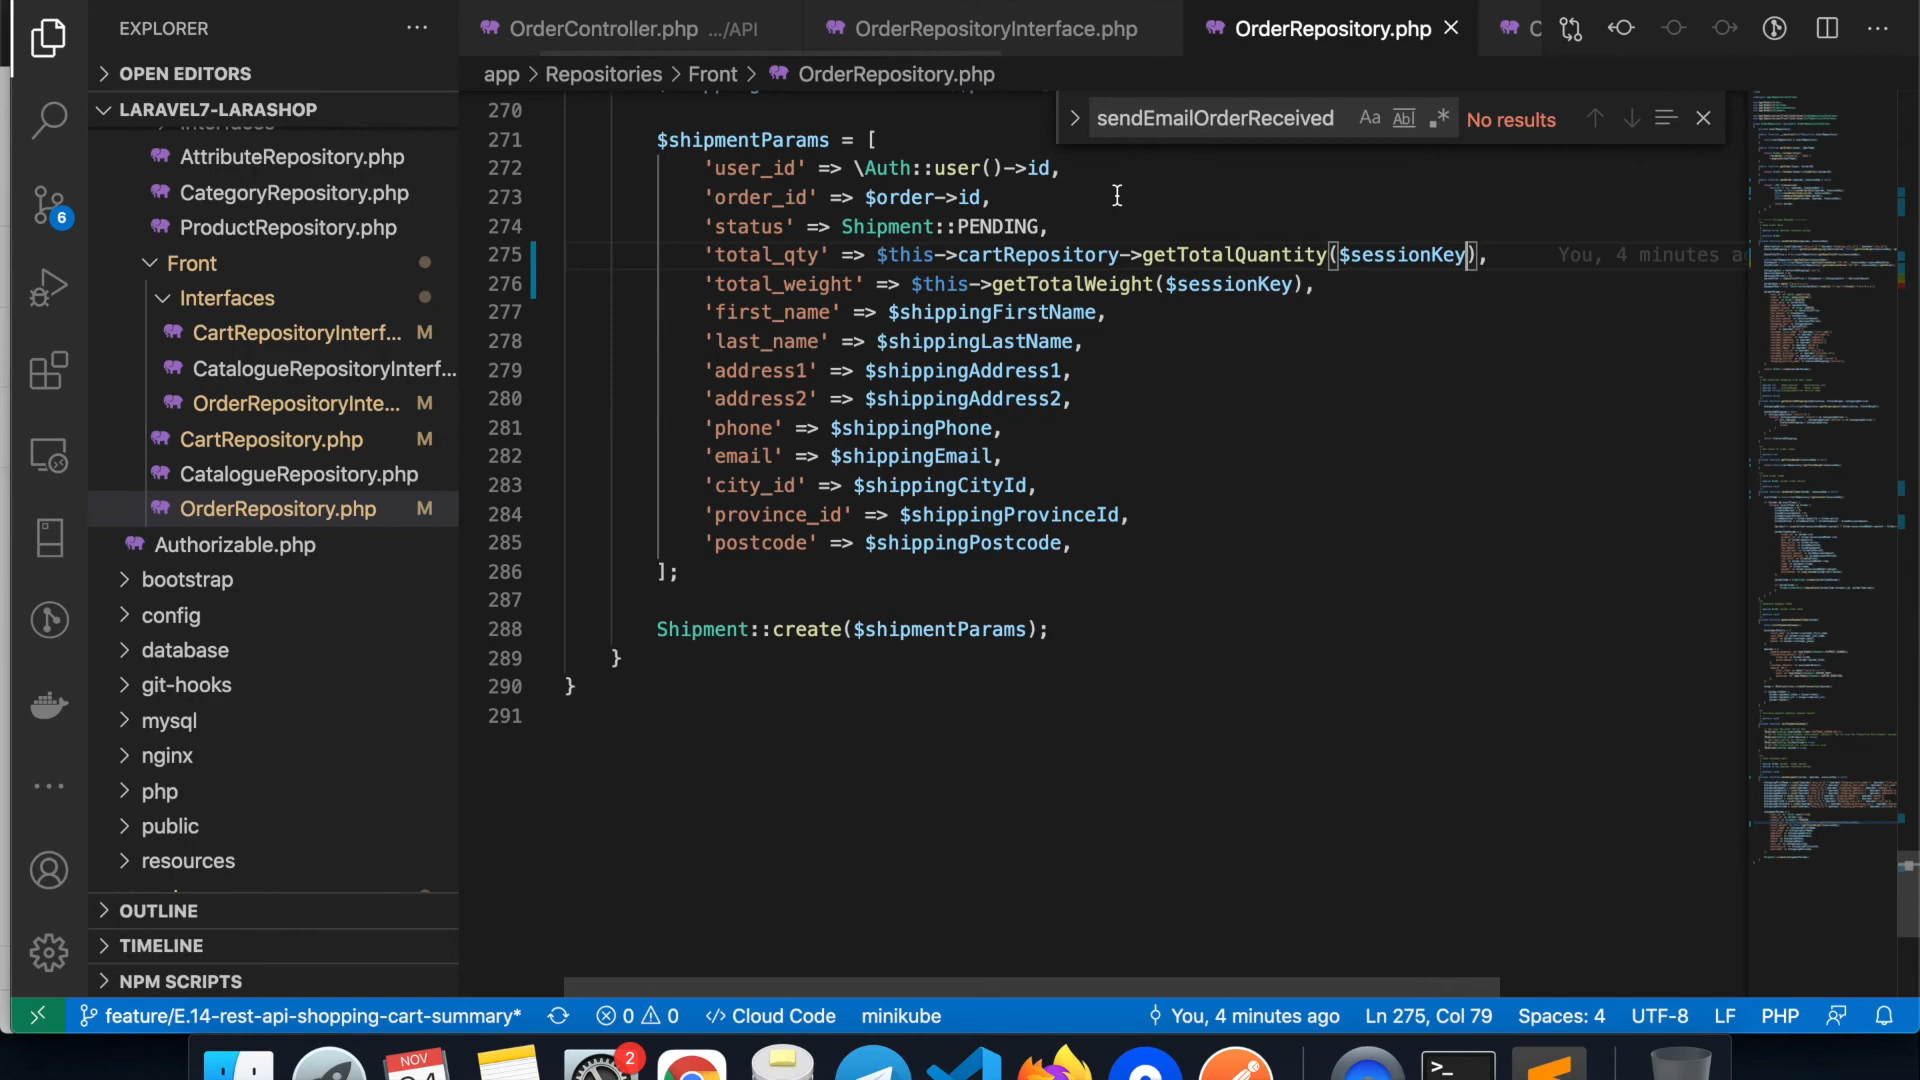 EXPLORER
OrderController.php .../API
OrderRepositoryInterface.php
OrderRepository.php
OPEN EDITORS
LARAVEL7-LARASHOP
AttributeRepository.php
CategoryRepository.php
ProductRepository.php
Front
Interfaces
CartRepositoryInterf... M
CatalogueRepositoryInterf...
OrderRepositoryInte... M
CartRepository.php M
CatalogueRepository.php
OrderRepository.php M
Authorizable.php
bootstrap
config
database
git-hooks
mysql
nginx
php
public
resources
OUTLINE
TIMELINE
NPM SCRIPTS
6
app > Repositories > Front > OrderRepository.php
sendEmailOrderReceived Aa Abl .* No results
270
271 $shipmentParams = [
272 'user_id' => \Auth::user()->id,
273 'order_id' => $order->id,
274 'status' => Shipment::PENDING,
275 'total_qty' => $this->cartRepository->getTotalQuantity($sessionKey), You, 4 minutes a
276 'total_weight' => $this->getTotalWeight($sessionKey),
277 'first_name' => $shippingFirstName,
278 'last_name' => $shippingLastName,
279 'address1' => $shippingAddress1,
280 'address2' => $shippingAddress2,
281 'phone' => $shippingPhone,
282 'email' => $shippingEmail,
283 'city_id' => $shippingCityId,
284 'province_id' => $shippingProvinceId,
285 'postcode' => $shippingPostcode,
286 ];
287
288 Shipment::create($shipmentParams);
289 }
290 }
291
feature/E.14-rest-api-shopping-cart-summary* 0 0 </> Cloud Code minikube You, 4 minutes ago Ln 275, Col 79 Spaces: 4 UTF-8 LF PHP
NOV
2
>_